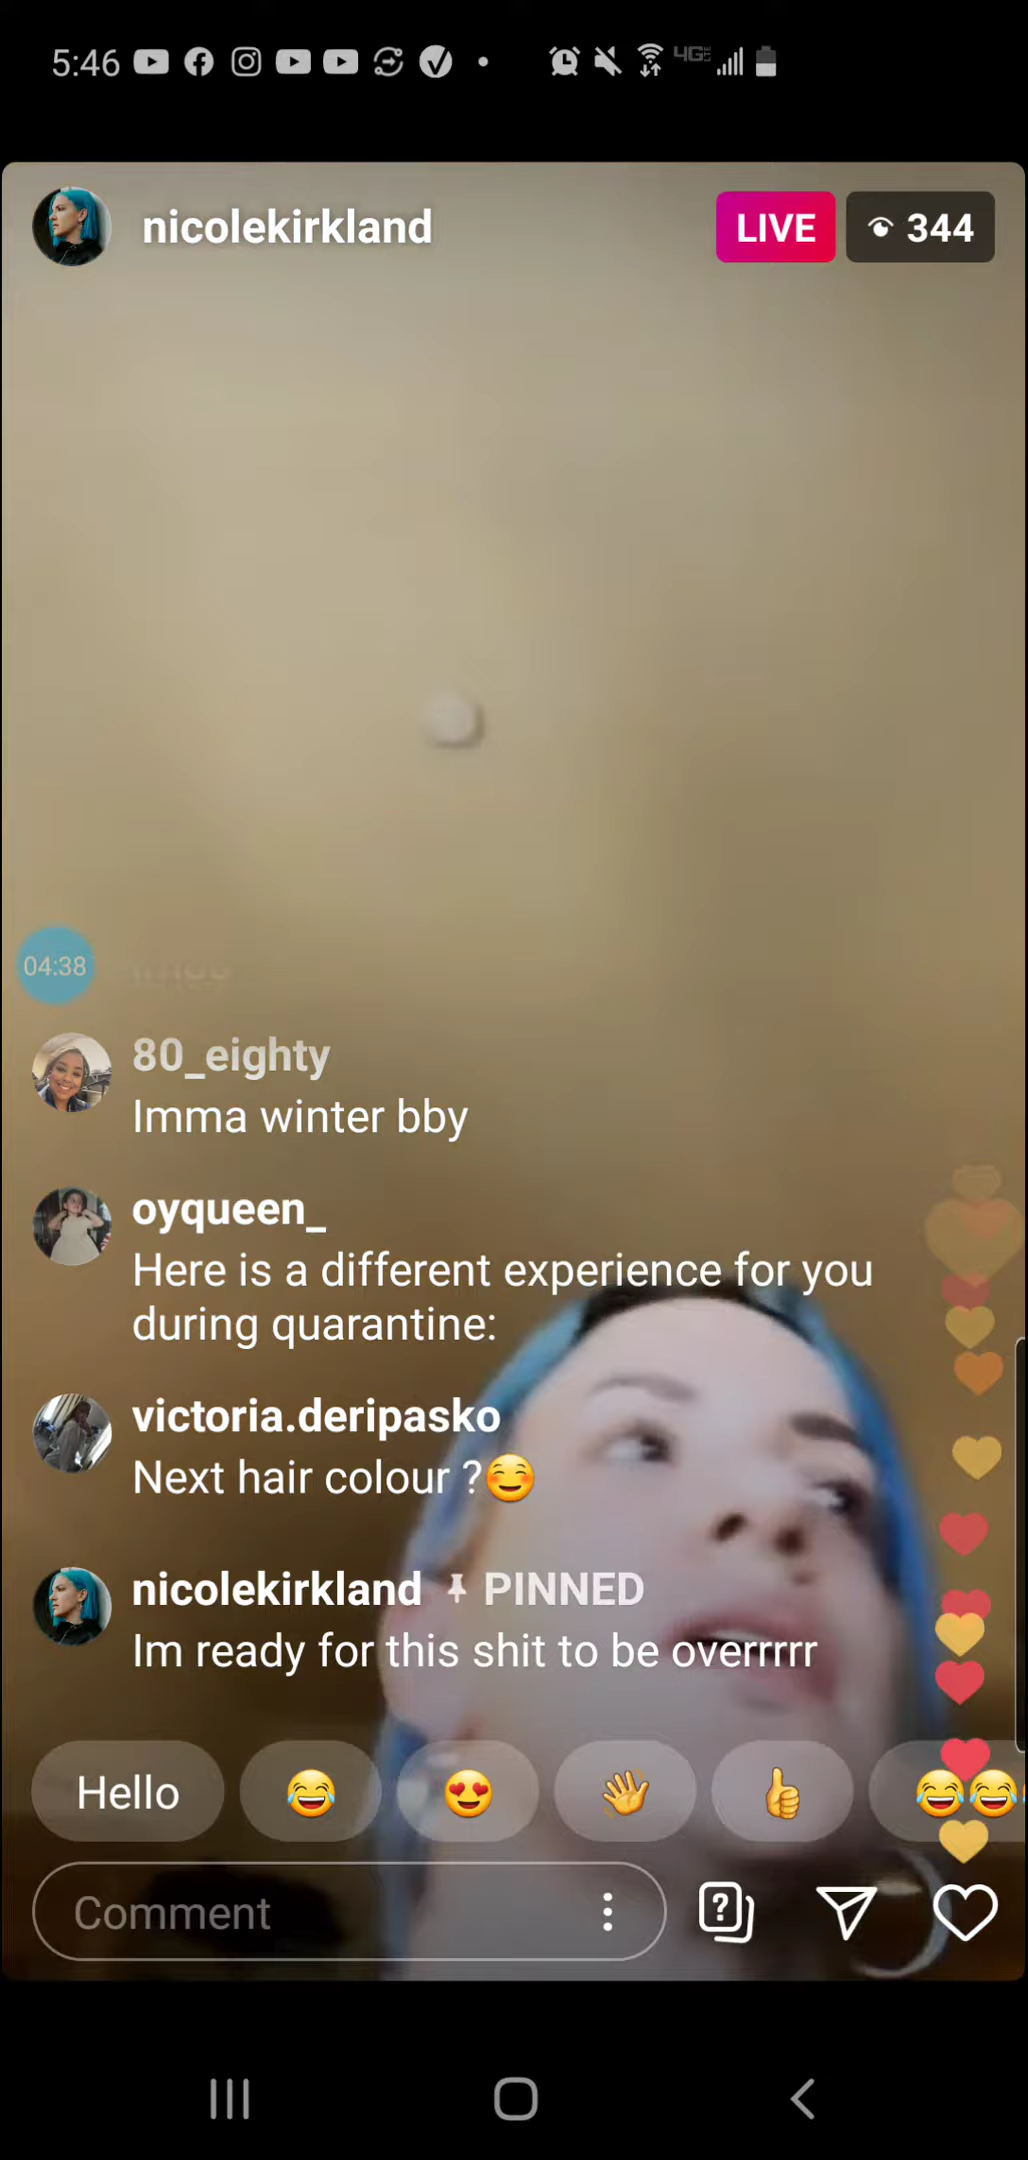 5:46
4GE
nicolekirkland
LIVE 344
04:38
80_eighty
Imma winter bby
oyqueen_
Here is a different experience for you
during quarantine:
victoria.deripasko
Next hair colour ?😊
nicolekirkland PINNED
Im ready for this shit to be overrrrr
Hello 😂 😍 👋 👍 😂😂
Comment